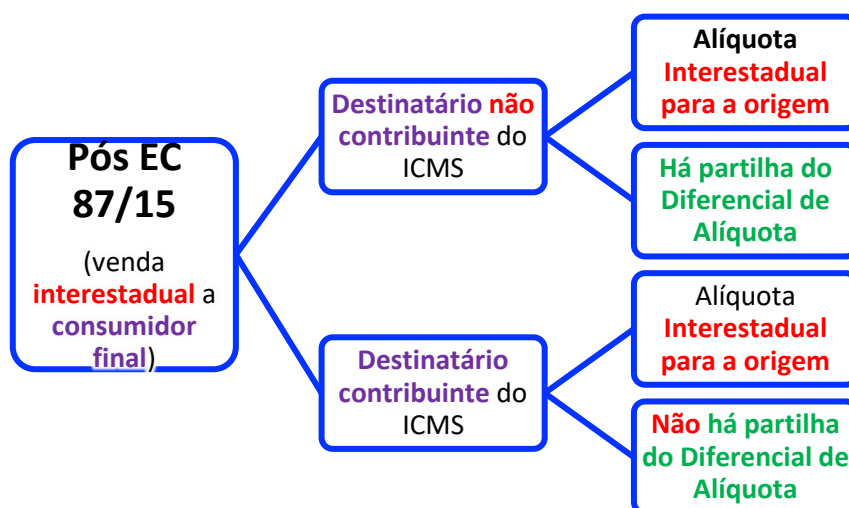 Pós EC
87/15
(venda
interestadual a
consumidor
final)
Destinatário não
contribuinte do
ICMS
Alíquota
Interestadual
para a origem
Há partilha do
Diferencial de
Alíquota
Destinatário
contribuinte do
ICMS
Alíquota
Interestadual
para a origem
Não há partilha
do Diferencial de
Alíquota